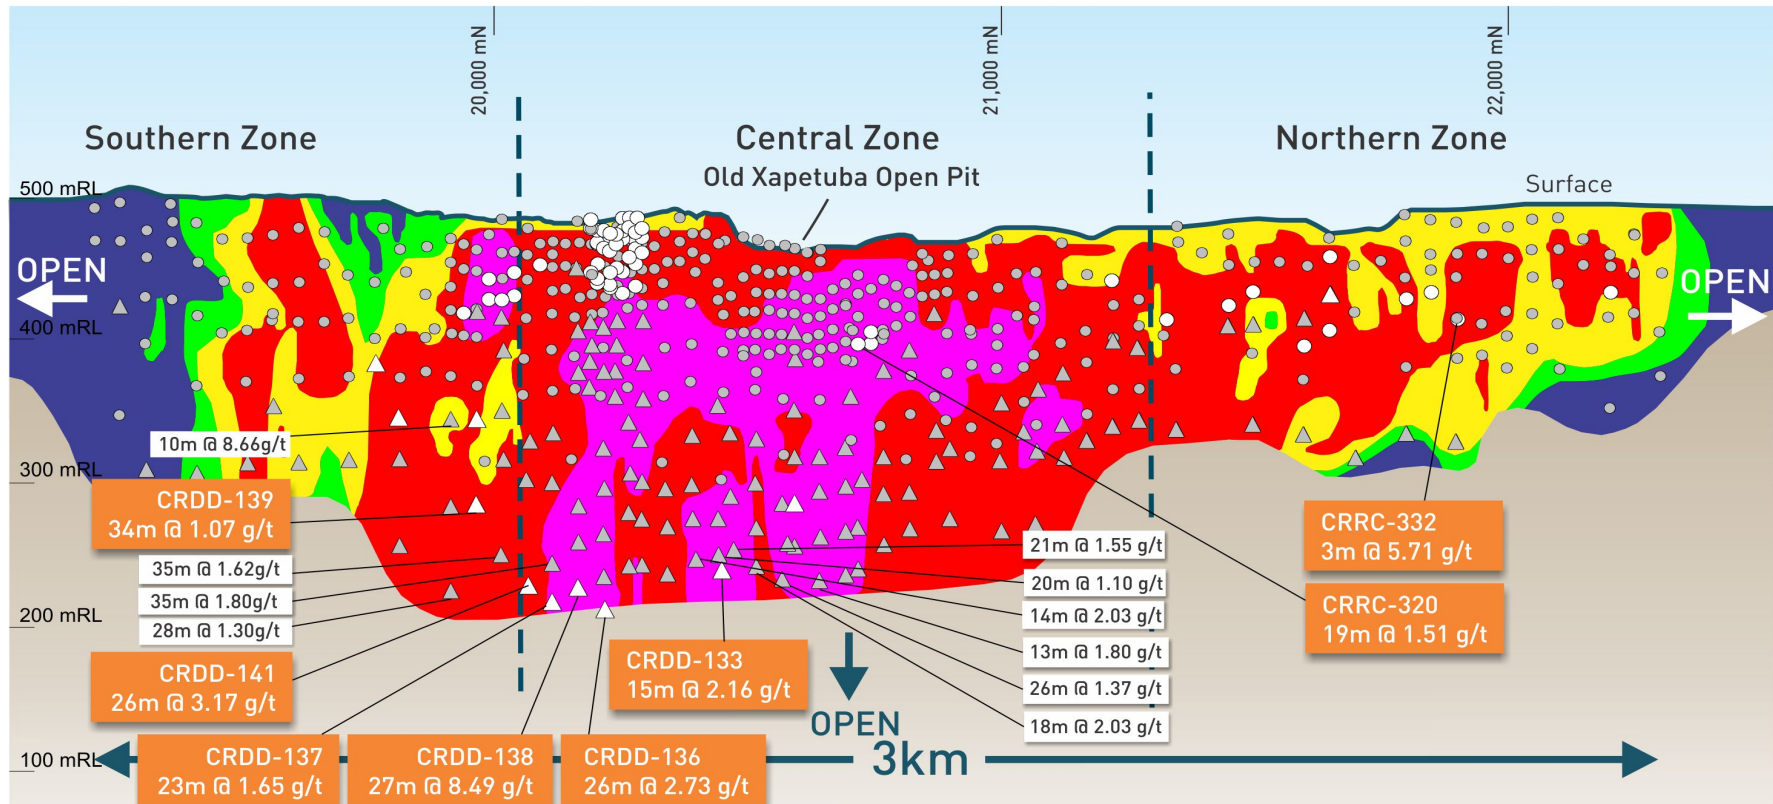 20,000 mN
21,000 mN
22,000 mN
Southern Zone
Central Zone
Northern Zone
Old Xapetuba Open Pit
Surface
500 mRL
OPEN
OPEN
400 mRL
10m @ 8.66g/t
300 mRL
CRDD-139
34m @ 1.07 g/t
35m @ 1.62g/t
35m @ 1.80g/t
28m @ 1.30g/t
200 mRL
CRDD-141
26m @ 3.17 g/t
CRDD-133
15m @ 2.16 g/t
21m @ 1.55 g/t
20m @ 1.10 g/t
14m @ 2.03 g/t
13m @ 1.80 g/t
26m @ 1.37 g/t
18m @ 2.03 g/t
CRRC-332
3m @ 5.71 g/t
CRRC-320
19m @ 1.51 g/t
OPEN
100 mRL
CRDD-137
23m @ 1.65 g/t
CRDD-138
27m @ 8.49 g/t
CRDD-136
26m @ 2.73 g/t
3km